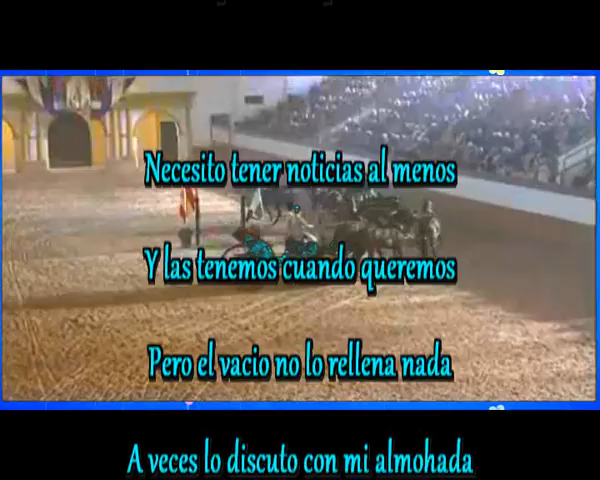 Necesito tener noticias al menos
Y las tenemos cuando queremos
Pero el vacio no lo rellena nada
A veces lo discuto con mi almohada